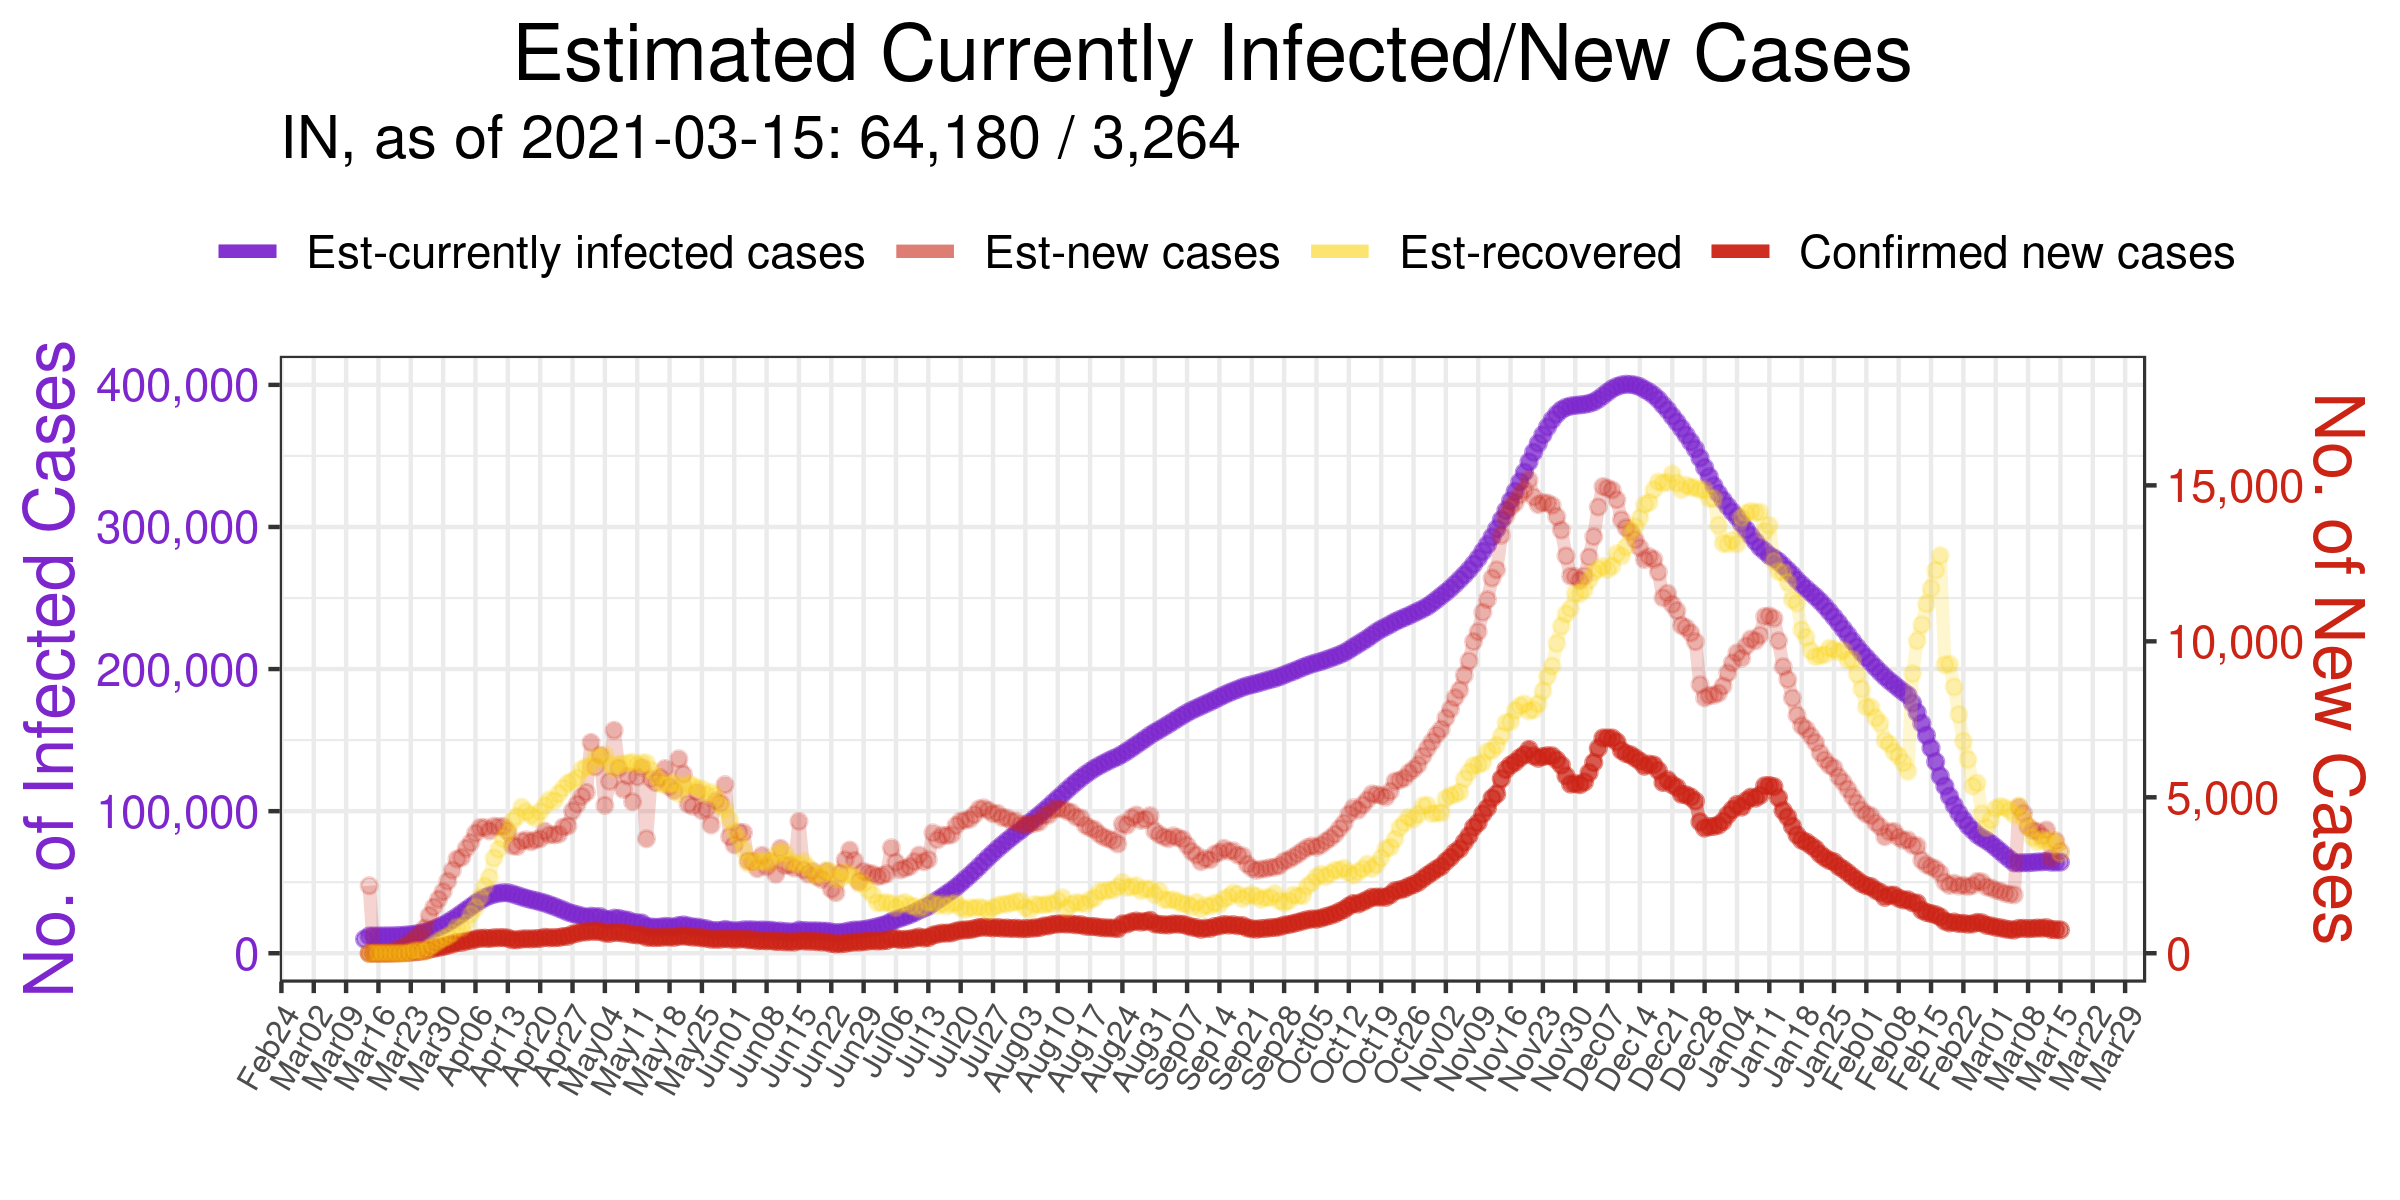 Estimated Currently Infected/New Cases
IN, as of 2021-03-15: 64,180 / 3,264
Est-currently infected cases Est-new cases Est-recovered Confirmed new cases
No. of Infected Cases
400,000
300,000
200,000
100,000
0
15,000
10,000
5,000
0
No. of New Cases
Feb24 Mar02 Mar09 Mar16 Mar23 Mar30 Apr06 Apr13 Apr20 Apr27 May04 May11 May18 May25 Jun01 Jun08 Jun15 Jun22 Jun29 Jul06 Jul13 Jul20 Jul27 Aug03 Aug10 Aug17 Aug24 Aug31 Sep07 Sep14 Sep21 Sep28 Oct05 Oct12 Oct19 Oct26 Nov02 Nov09 Nov16 Nov23 Nov30 Dec07 Dec14 Dec21 Dec28 Jan04 Jan11 Jan18 Jan25 Feb01 Feb08 Feb15 Feb22 Mar01 Mar08 Mar15 Mar22 Mar29